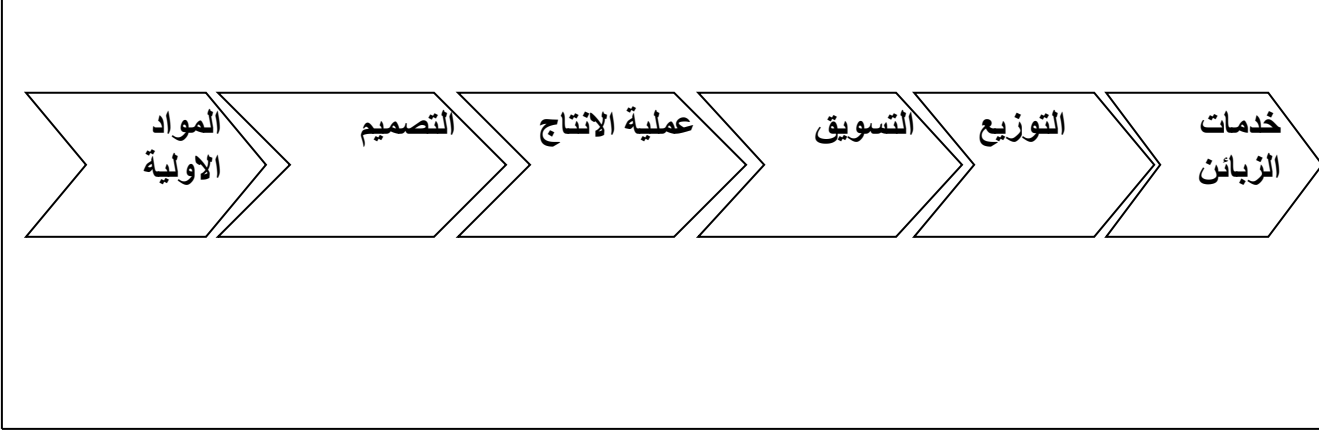 المواد
الاولية
التصميم
عملية الانتاج
التسويق
التوزيع
خدمات
الزبائن